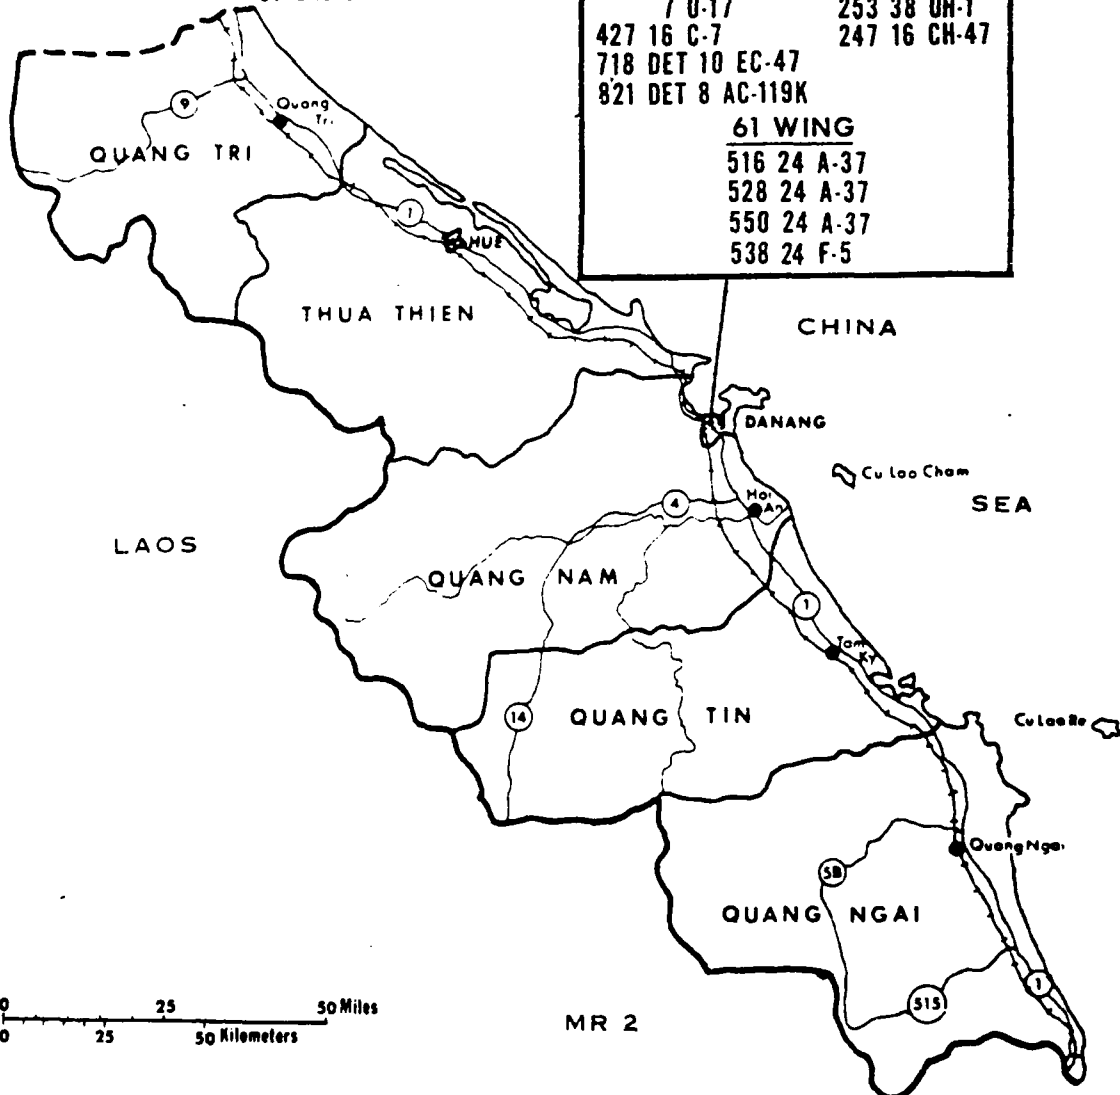 7 U-17 253 38 UH-1
427 16 C-7 247 16 CH-47
718 DET 10 EC-47
821 DET 8 AC-119K
61 WING
516 24 A-37
528 24 A-37
550 24 A-37
538 24 F-5
9
Quang
Tri
QUANG TRI
1
HUE
THUA THIEN
CHINA
DANANG
Cu Lao Cham
SEA
4
Hoi
An
LAOS
QUANG NAM
1
Tam
Ky
14
QUANG TIN
Cu Lao Re
Quang Ngai
5B
QUANG NGAI
515
1
0 25 50 Miles
0 25 50 Kilometers
MR 2